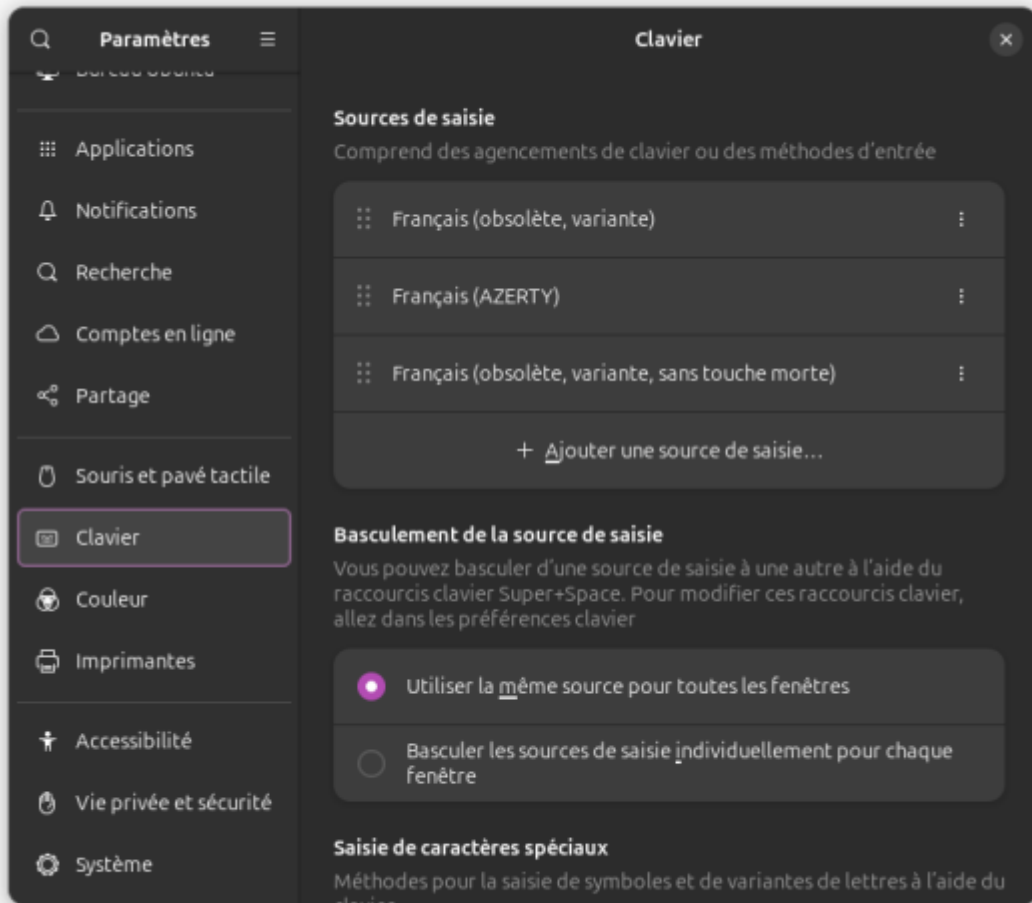 Paramètres
Clavier
Applications
Notifications
Recherche
Comptes en ligne
Partage
Souris et pavé tactile
Clavier
Couleur
Imprimantes
Accessibilité
Vie privée et sécurité
Système
Sources de saisie
Comprend des agencements de clavier ou des méthodes d'entrée
Français (obsolète, variante)
Français (AZERTY)
Français (obsolète, variante, sans touche morte)
+ Ajouter une source de saisie...
Basculement de la source de saisie
Vous pouvez basculer d'une source de saisie à une autre à l'aide du
raccourcis clavier Super+Space. Pour modifier ces raccourcis clavier,
allez dans les préférences clavier
Utiliser la même source pour toutes les fenêtres
Basculer les sources de saisie individuellement pour chaque
fenêtre
Saisie de caractères spéciaux
Méthodes pour la saisie de symboles et de variantes de lettres à l'aide du